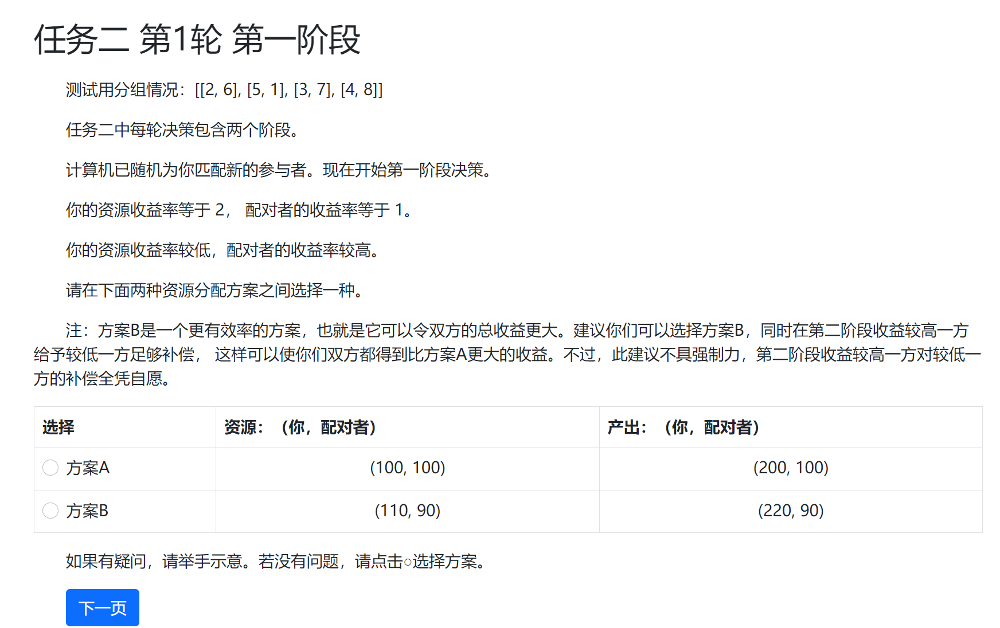 任务二 第1轮 第一阶段
测试用分组情况：[[2, 6], [5, 1], [3, 7], [4, 8]]
任务二中每轮决策包含两个阶段。
计算机已随机为你匹配新的参与者。现在开始第一阶段决策。
你的资源收益率等于 2， 配对者的收益率等于 1。
你的资源收益率较低，配对者的收益率较高。
请在下面两种资源分配方案之间选择一种。
注：方案B是一个更有效率的方案，也就是它可以令双方的总收益更大。建议你们可以选择方案B，同时在第二阶段收益较高一方
给予较低一方足够补偿， 这样可以使你们双方都得到比方案A更大的收益。不过，此建议不具强制力，第二阶段收益较高一方对较低一
方的补偿全凭自愿。
选择 资源：（你，配对者） 产出：（你，配对者）
方案A (100, 100) (200, 100)
方案B (110, 90) (220, 90)
如果有疑问，请举手示意。若没有问题，请点击○选择方案。
下一页